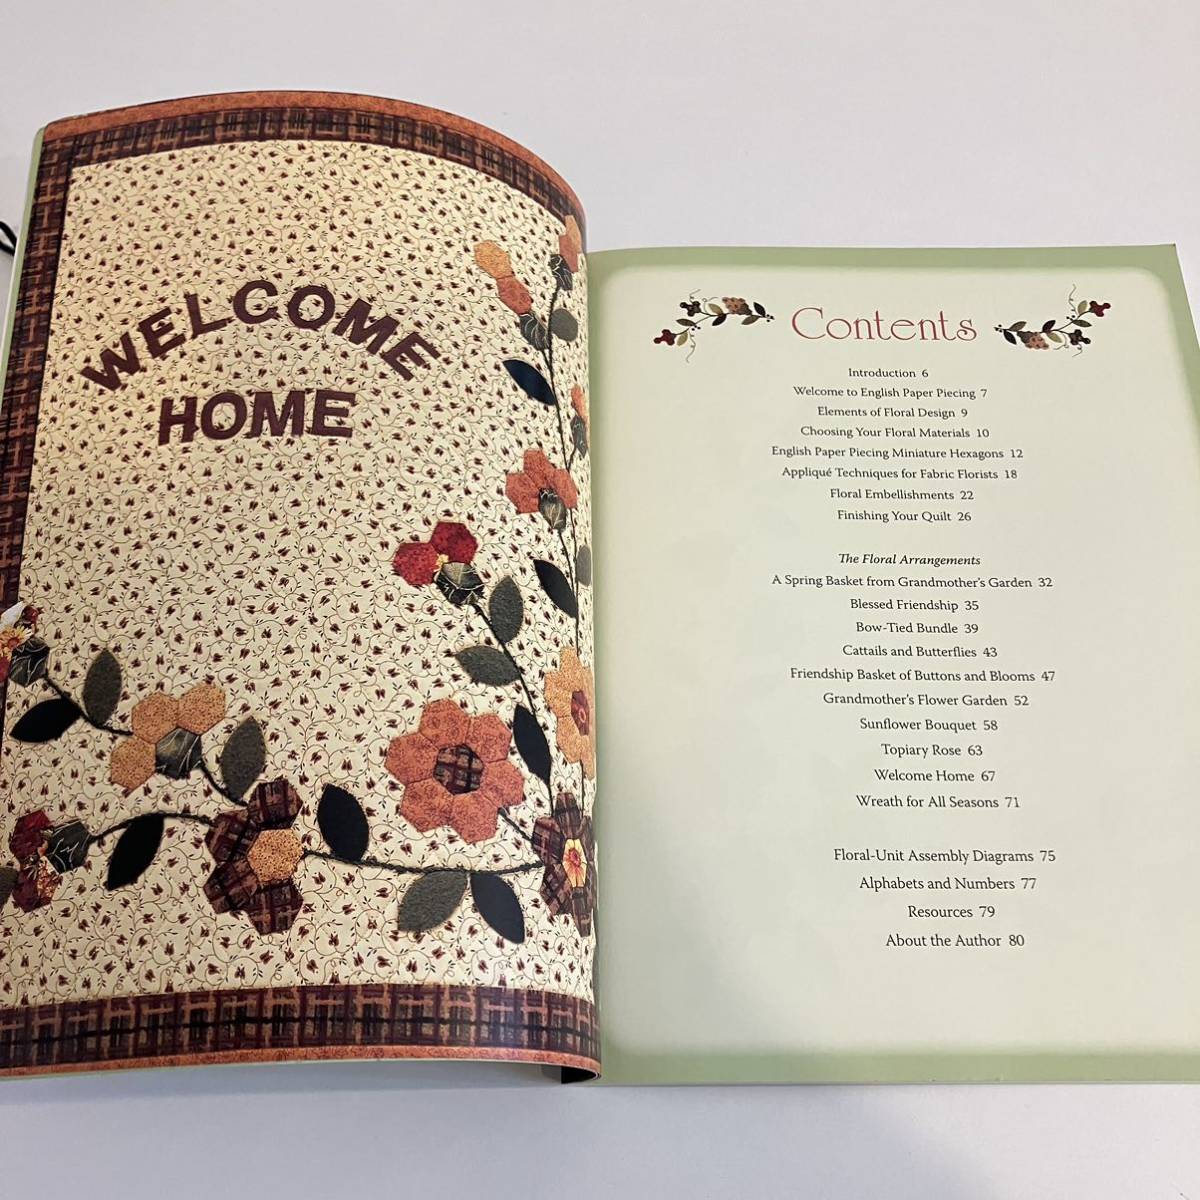 WELCOME
HOME
Contents
Introduction 6
Welcome to English Paper Piecing 7
Elements of Floral Design 9
Choosing Your Floral Materials 10
English Paper Piecing Miniature Hexagons 12
Appliqué Techniques for Fabric Florists 18
Floral Embellishments 22
Finishing Your Quilt 26
The Floral Arrangements
A Spring Basket from Grandmother's Garden 32
Blessed Friendship 35
Bow-Tied Bundle 39
Cattails and Butterflies 43
Friendship Basket of Buttons and Blooms 47
Grandmother's Flower Garden 52
Sunflower Bouquet 58
Topiary Rose 63
Welcome Home 67
Wreath for All Seasons 71
Floral-Unit Assembly Diagrams 75
Alphabets and Numbers 77
Resources 79
About the Author 80